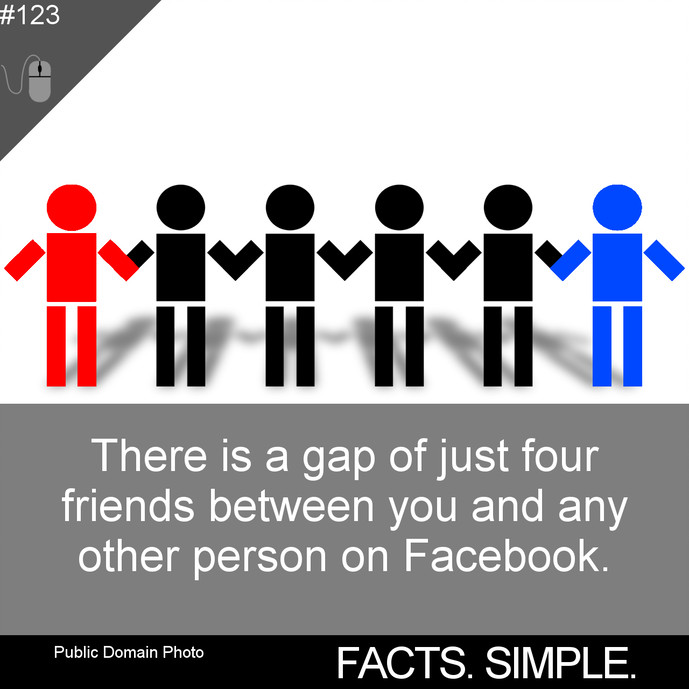 #123
There is a gap of just four
friends between you and any
other person on Facebook.
Public Domain Photo
FACTS. SIMPLE.